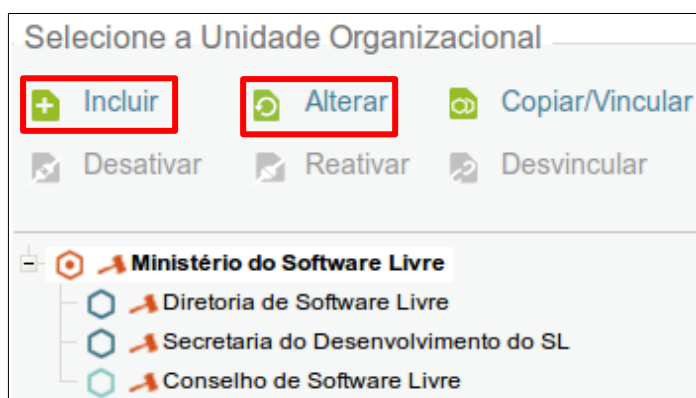 Selecione a Unidade Organizacional
Incluir Alterar Copiar/Vincular
Desativar Reativar Desvincular
Ministério do Software Livre
Diretoria de Software Livre
Secretaria do Desenvolvimento do SL
Conselho de Software Livre